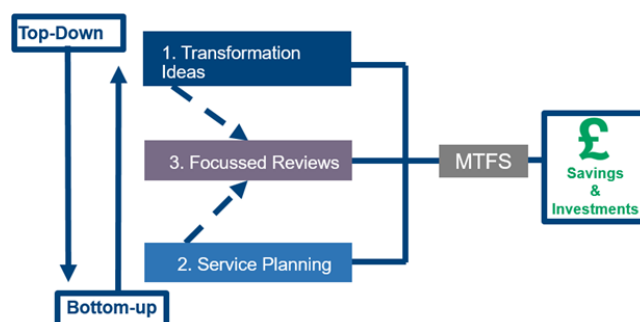 Top-Down
1. Transformation
Ideas
3. Focussed Reviews
MTFS
£
Savings
&
Investments
2. Service Planning
Bottom-up